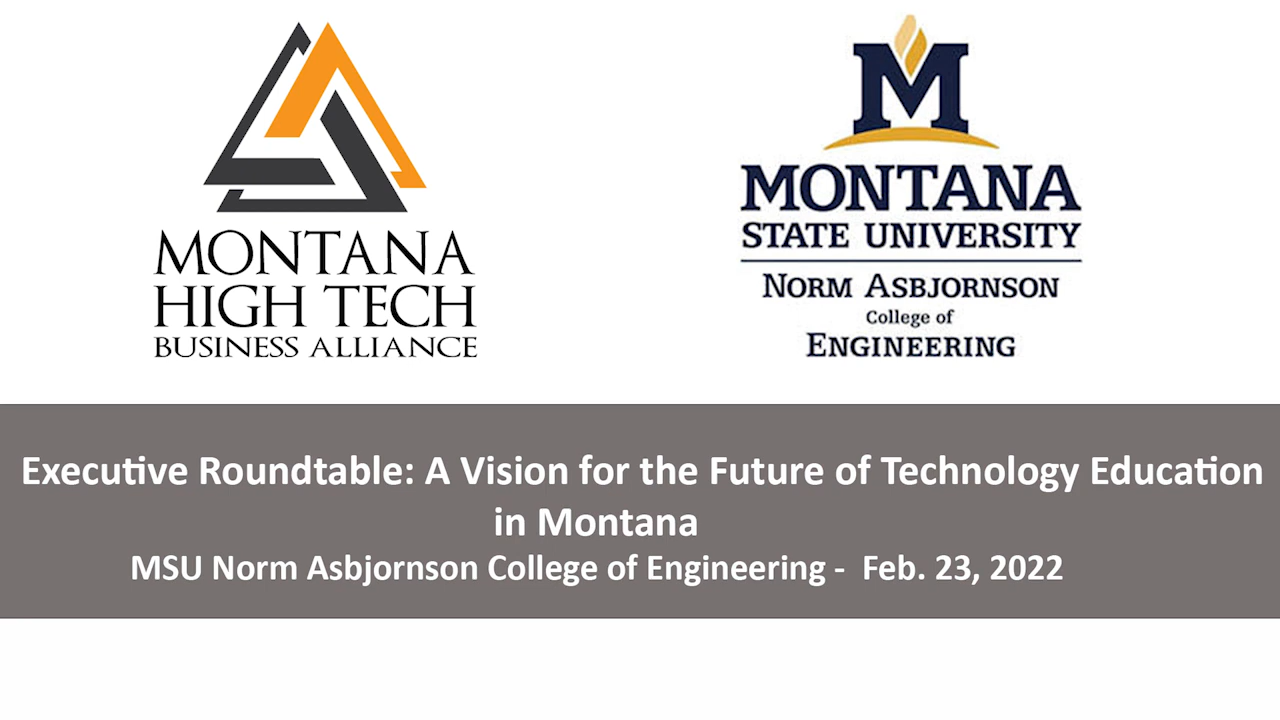 MONTANA
HIGH TECH
BUSINESS ALLIANCE
M
MONTANA
STATE UNIVERSITY
NORM ASBJORNSON
College of
ENGINEERING
Executive Roundtable: A Vision for the Future of Technology Education
in Montana
MSU Norm Asbjornson College of Engineering - Feb. 23, 2022